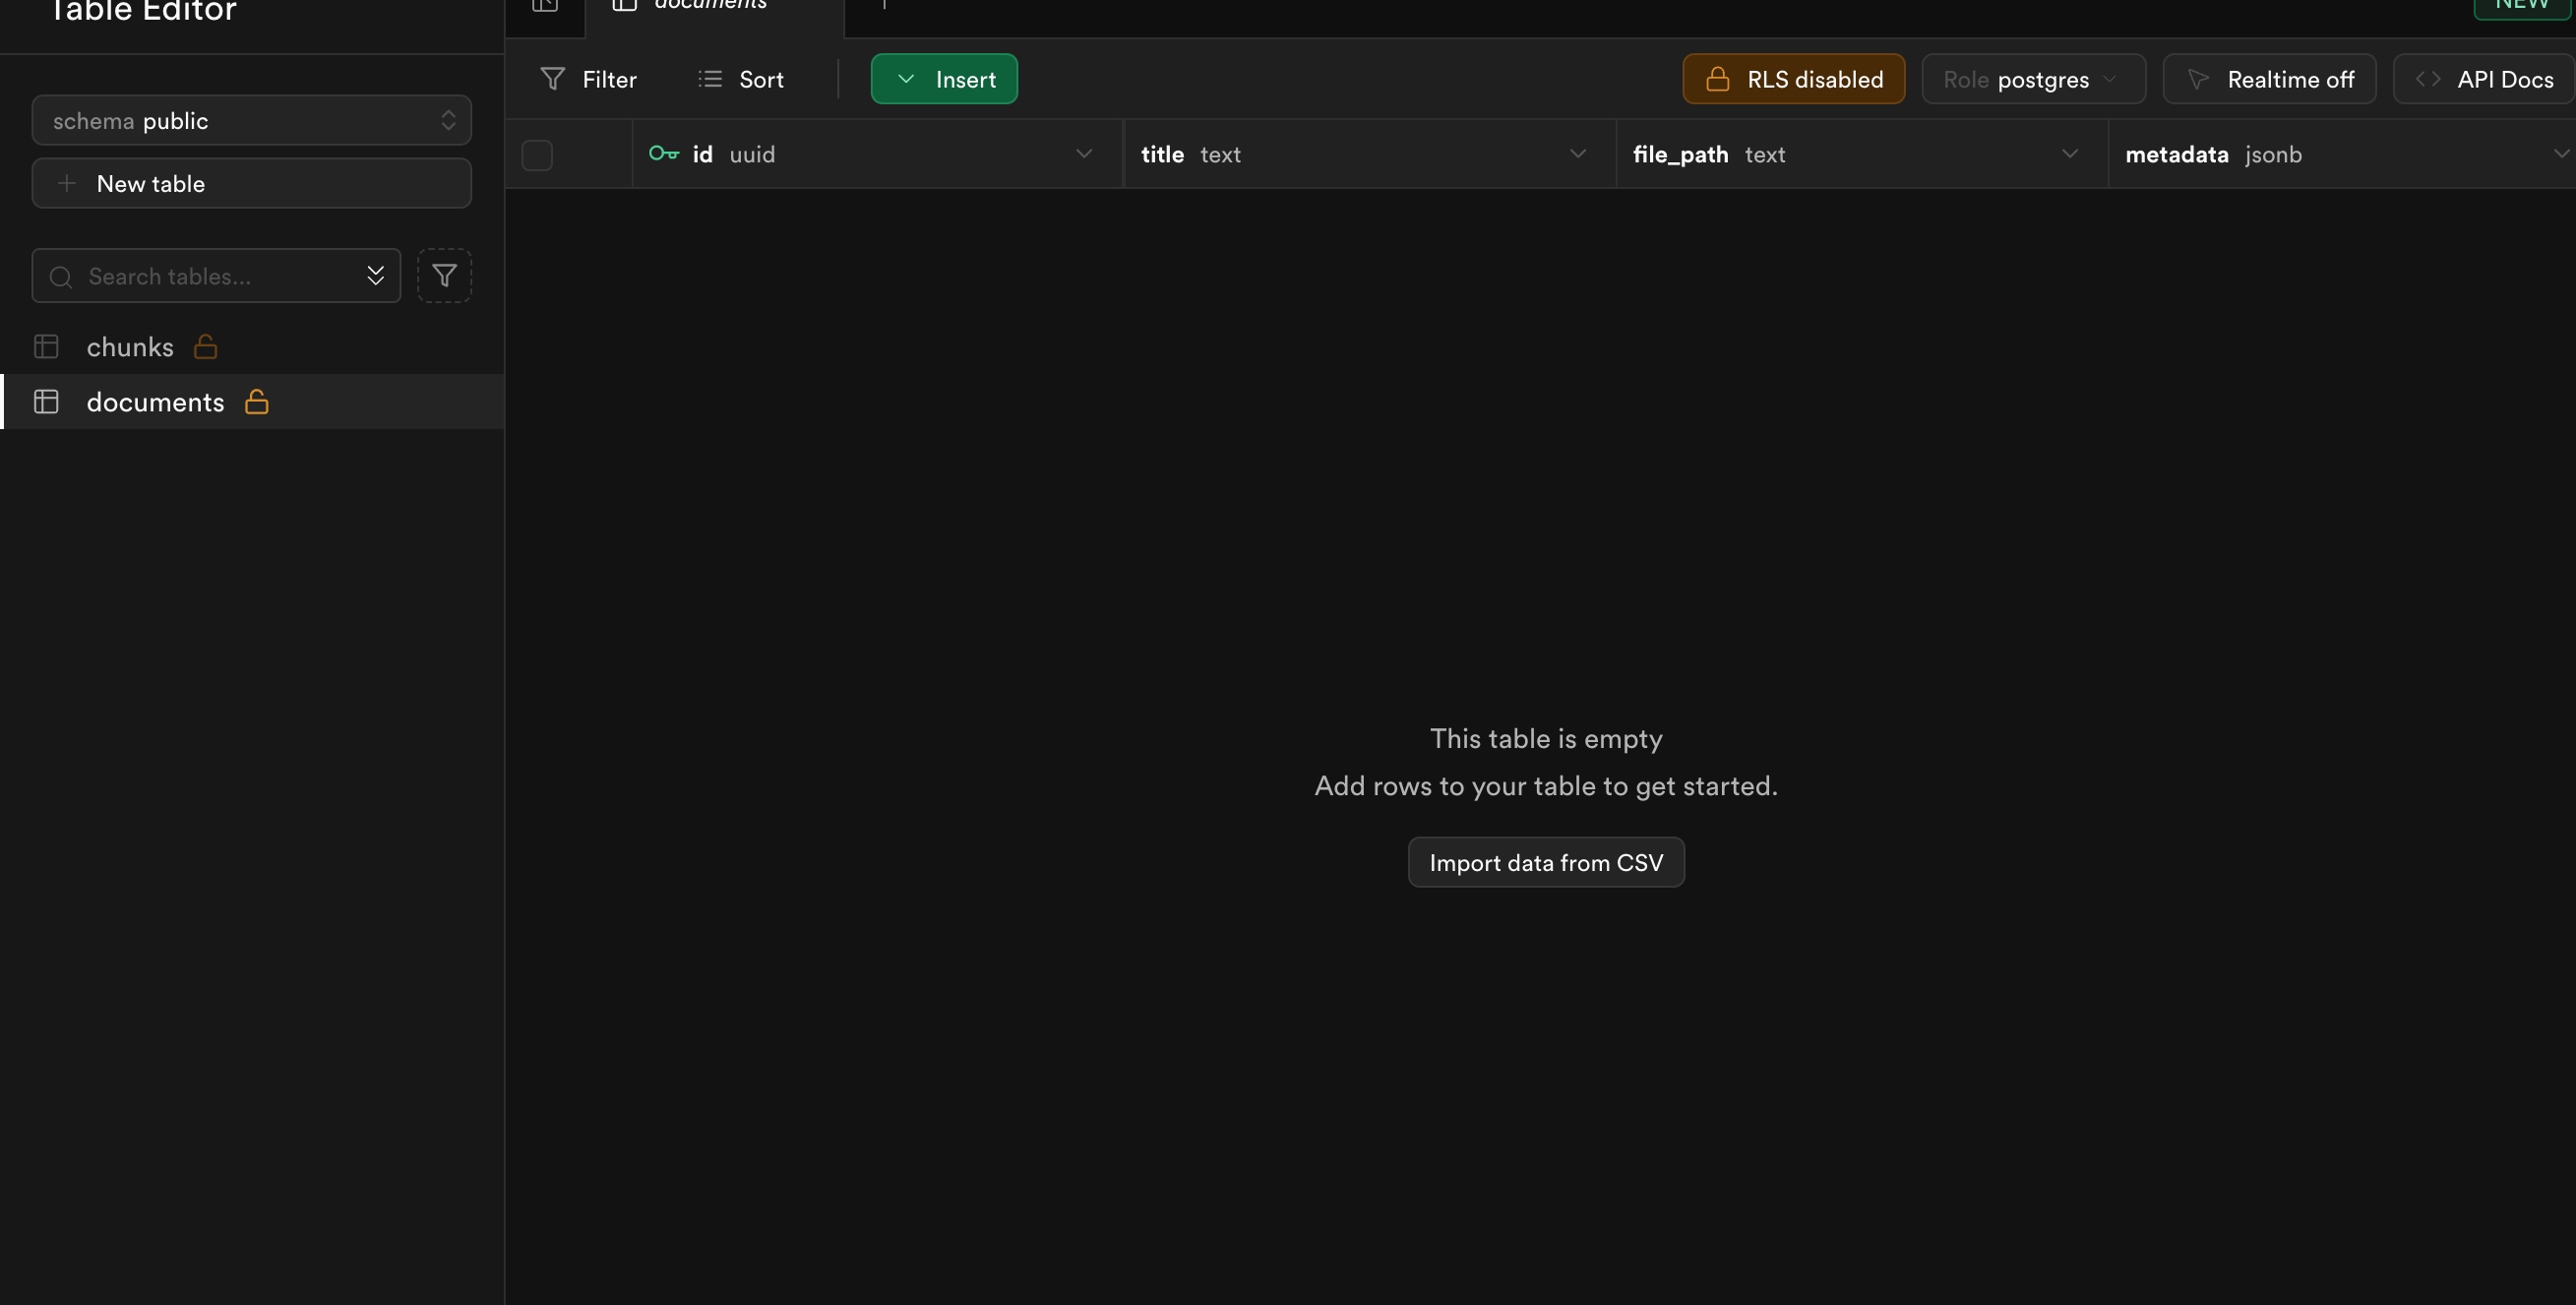 Table Editor
schema public
New table
Search tables...
chunks
documents
documents
NEW
Filter Sort Insert RLS disabled Role postgres Realtime off API Docs
id uuid title text file_path text metadata jsonb
This table is empty
Add rows to your table to get started.
Import data from CSV